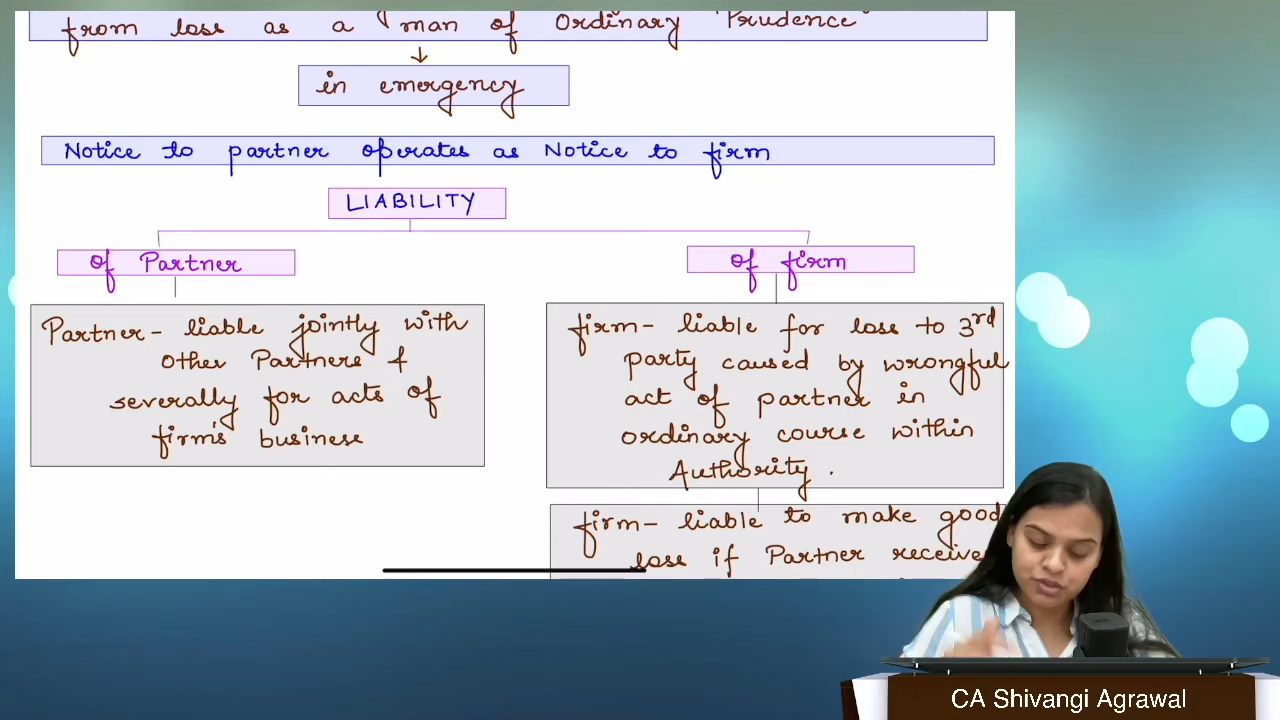 from loss as a man of Ordinary "Prudence"
in emergency
Notice to partner operates as Notice to firm
LIABILITY
of Partner
of firm
Partner - liable jointly with
other Partners &
severally for acts of
firm's business
firm - liable for loss to 3rd
party caused by wrongful
act of partner in
ordinary course within
Authority.
firm - liable to make good
loss if Partner receives
CA Shivangi Agrawal